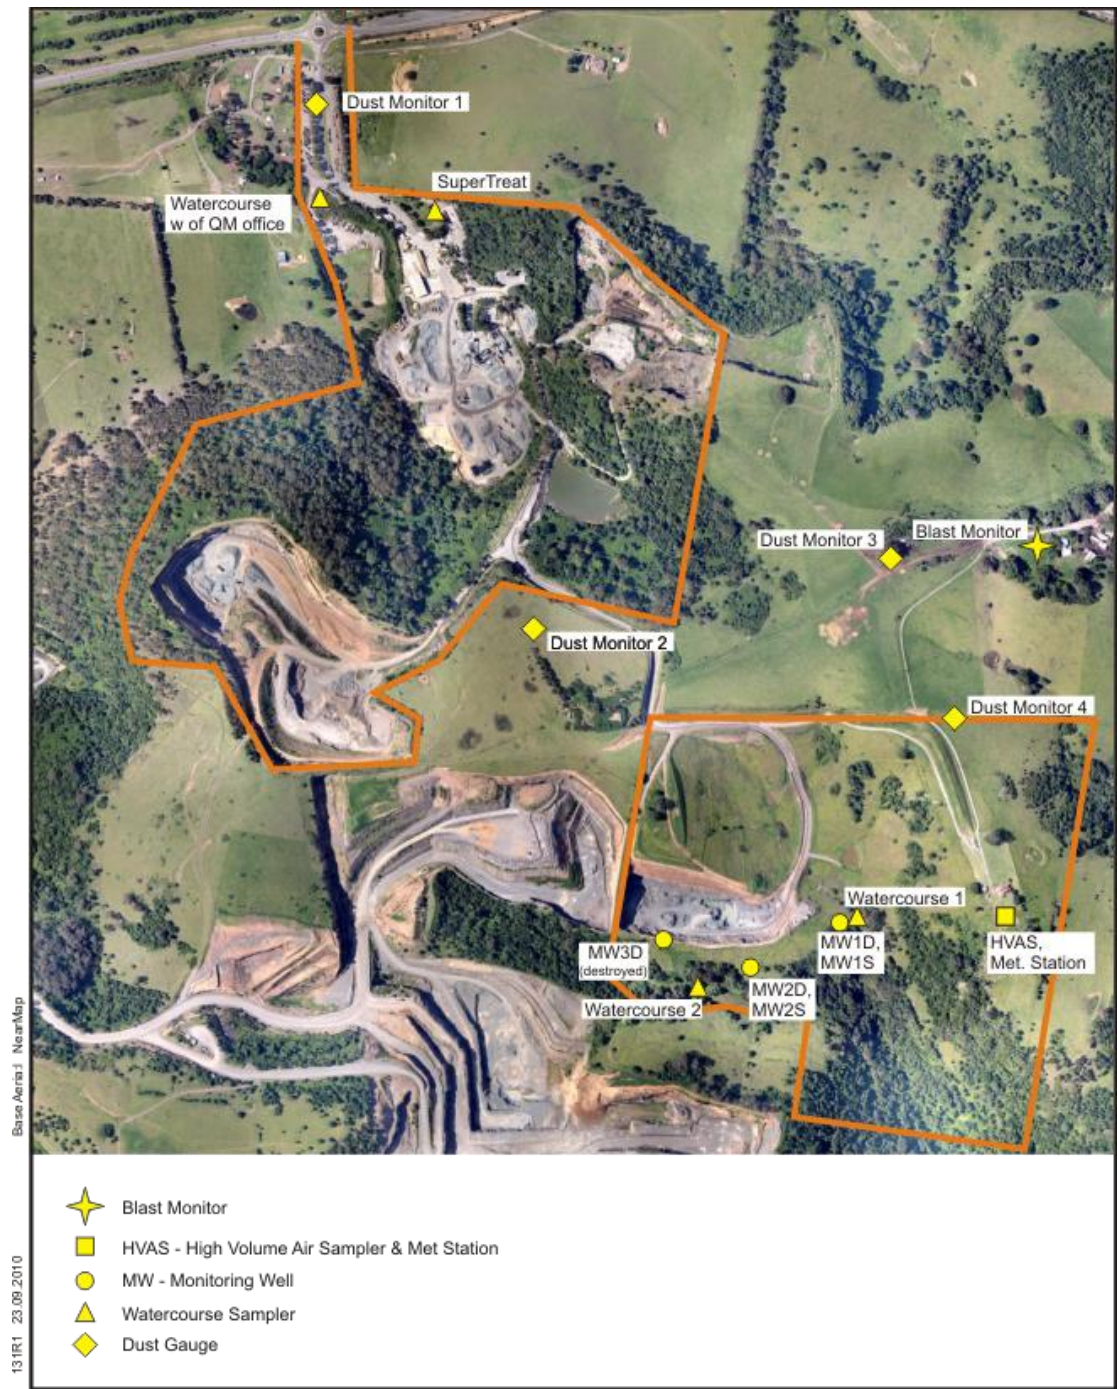 Dust Monitor 1
SuperTreat
Watercourse
w of QM office
Dust Monitor 3
Blast Monitor
Dust Monitor 2
Dust Monitor 4
Watercourse 1
MW1D,
MW1S
HVAS,
Met. Station
MW3D
(destroyed)
MW2D,
MW2S
Watercourse 2
Base Aerial: NearMap
131R1 23.09.2010
Blast Monitor
HVAS - High Volume Air Sampler & Met Station
MW - Monitoring Well
Watercourse Sampler
Dust Gauge